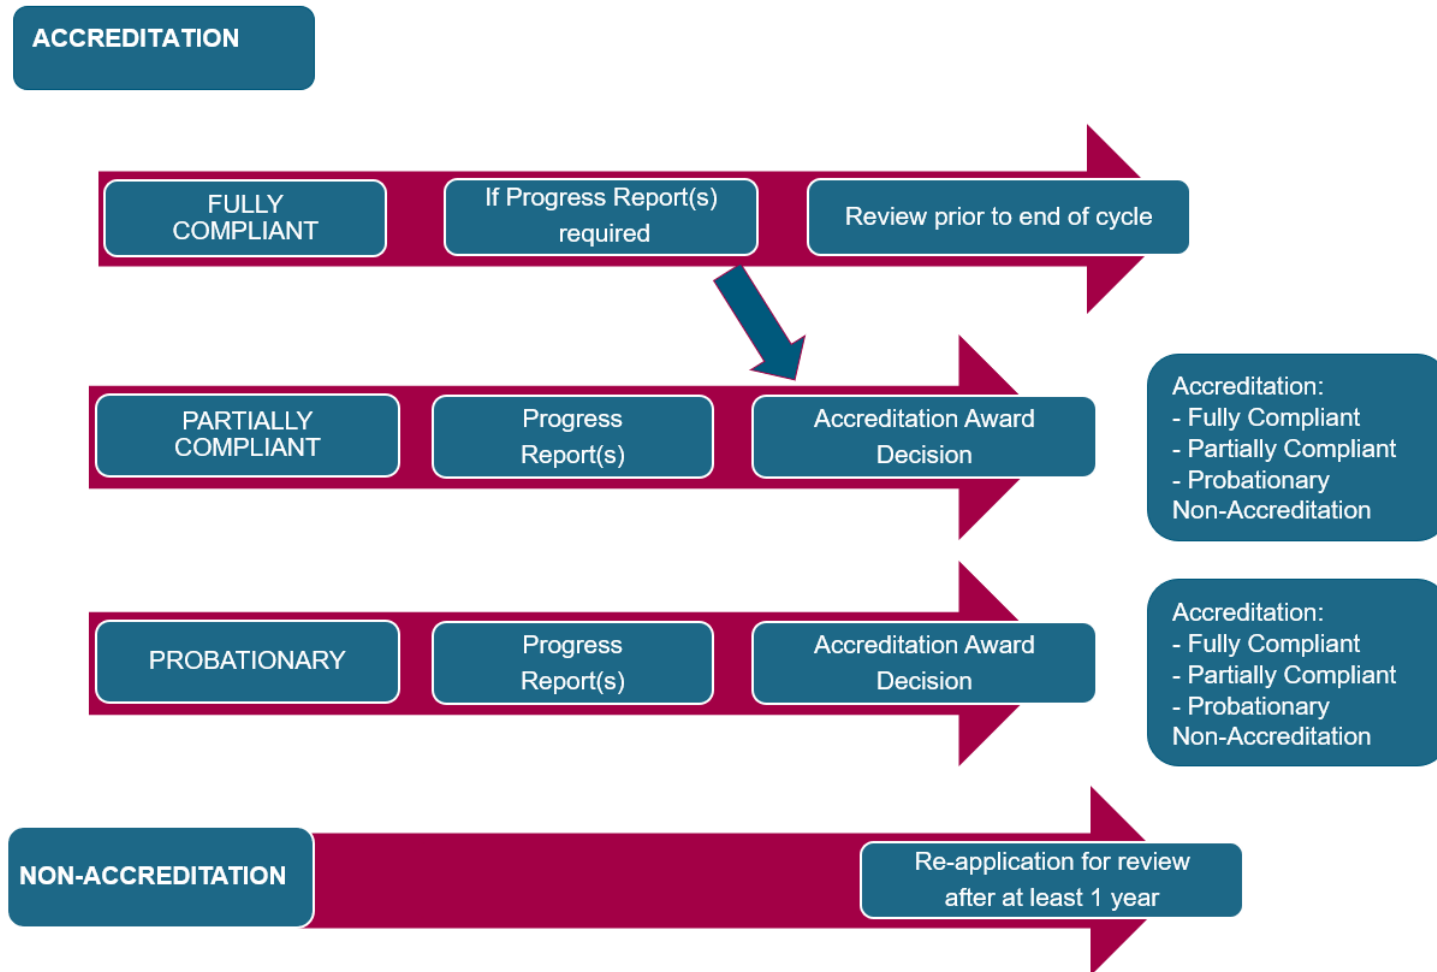 ACCREDITATION
FULLY
COMPLIANT
If Progress Report(s)
required
Review prior to end of cycle
PARTIALLY
COMPLIANT
Progress
Report(s)
Accreditation Award
Decision
Accreditation:
- Fully Compliant
- Partially Compliant
- Probationary
Non-Accreditation
PROBATIONARY
Progress
Report(s)
Accreditation Award
Decision
Accreditation:
- Fully Compliant
- Partially Compliant
- Probationary
Non-Accreditation
NON-ACCREDITATION
Re-application for review
after at least 1 year